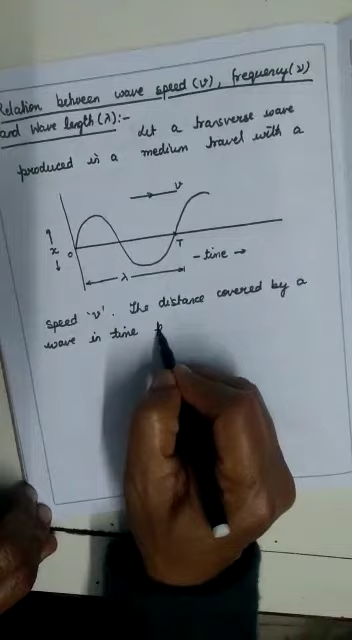 Relation between wave speed (v), frequency (ν)
and Wave length (λ):-
Let a transverse wave
produced in a medium travel with a
v
x
0
T
- time →
λ
speed 'v'. The distance covered by a
wave in time